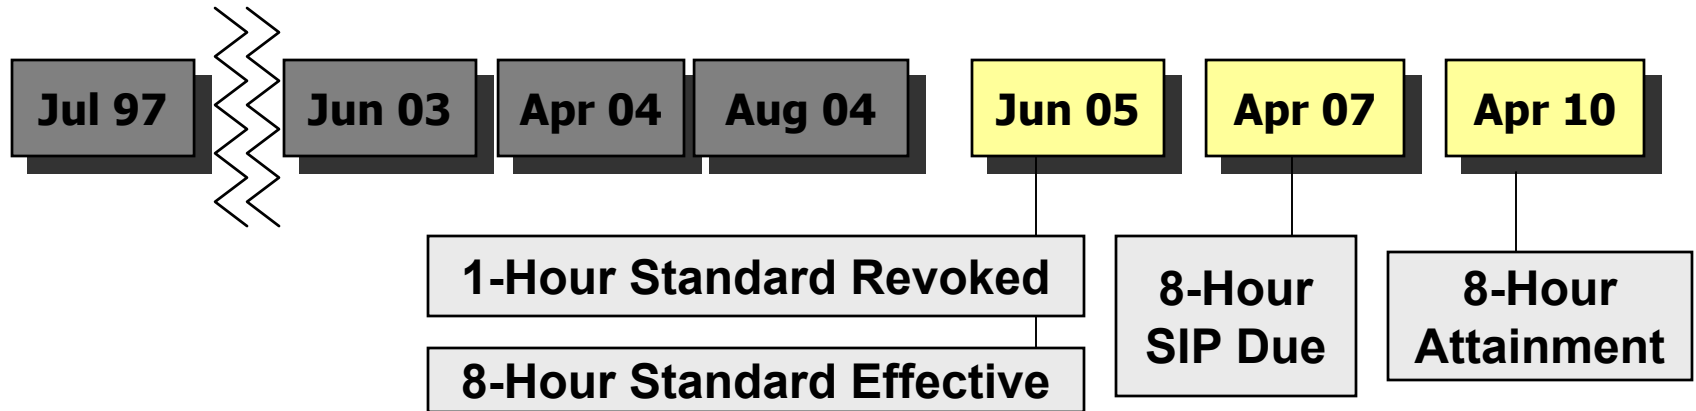 Jul 97
Jun 03
Apr 04
Aug 04
Jun 05
Apr 07
Apr 10
1-Hour Standard Revoked
8-Hour Standard Effective
8-Hour
SIP Due
8-Hour
Attainment